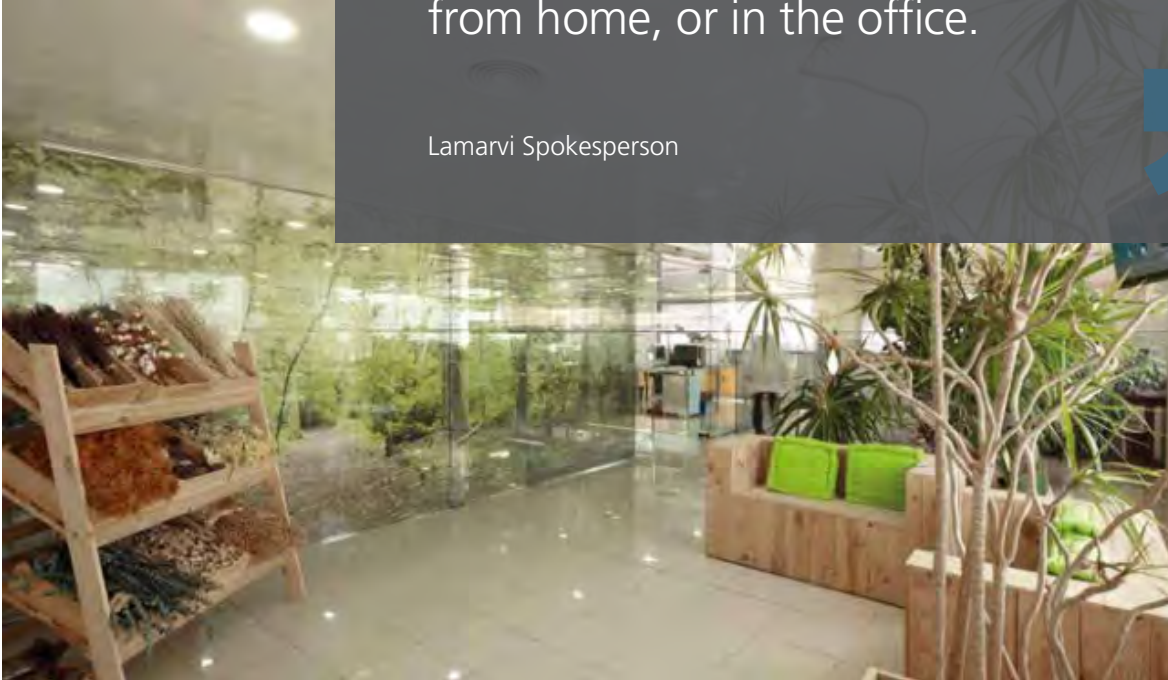 from home, or in the office.
Lamarvi Spokesperson